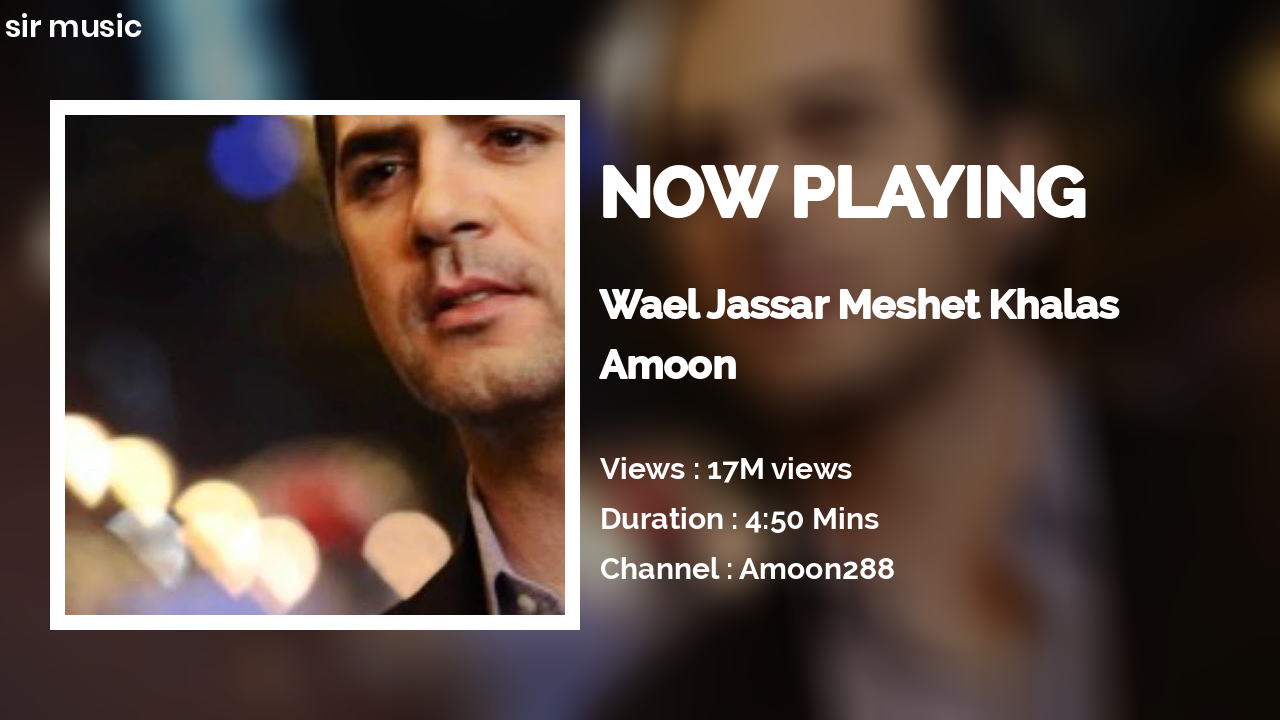 sir music
NOW PLAYING
Wael Jassar Meshet Khalas
Amoon
Views : 17M views
Duration : 4:50 Mins
Channel : Amoon288